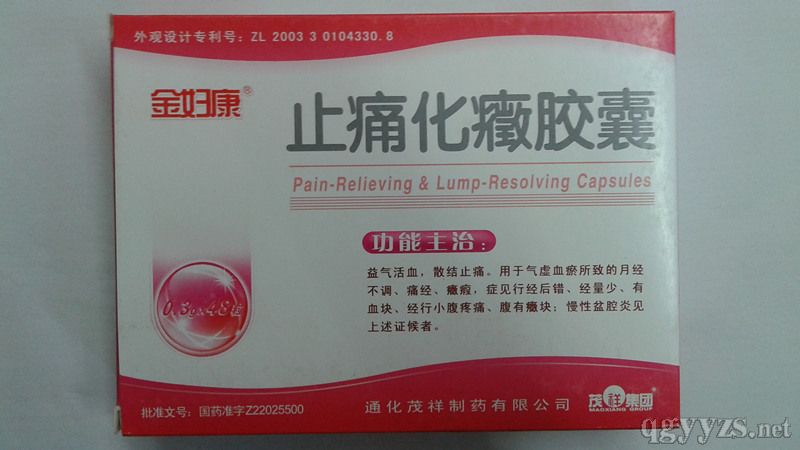 外观设计专利号：ZL 2003 3 0104330.8
金妇康®
止痛化癥胶囊
Pain-Relieving & Lump-Resolving Capsules
功能主治：
益气活血，散结止痛。用于气虚血瘀所致的月经
不调、痛经、癥瘕，症见行经后错、经量少、有
血块、经行小腹疼痛、腹有癥块；慢性盆腔炎见
上述证候者。
0.3g×48粒
批准文号：国药准字Z22025500
通化茂祥制药有限公司
茂祥集团
MAOXIANG GROUP
qgyyzs.net